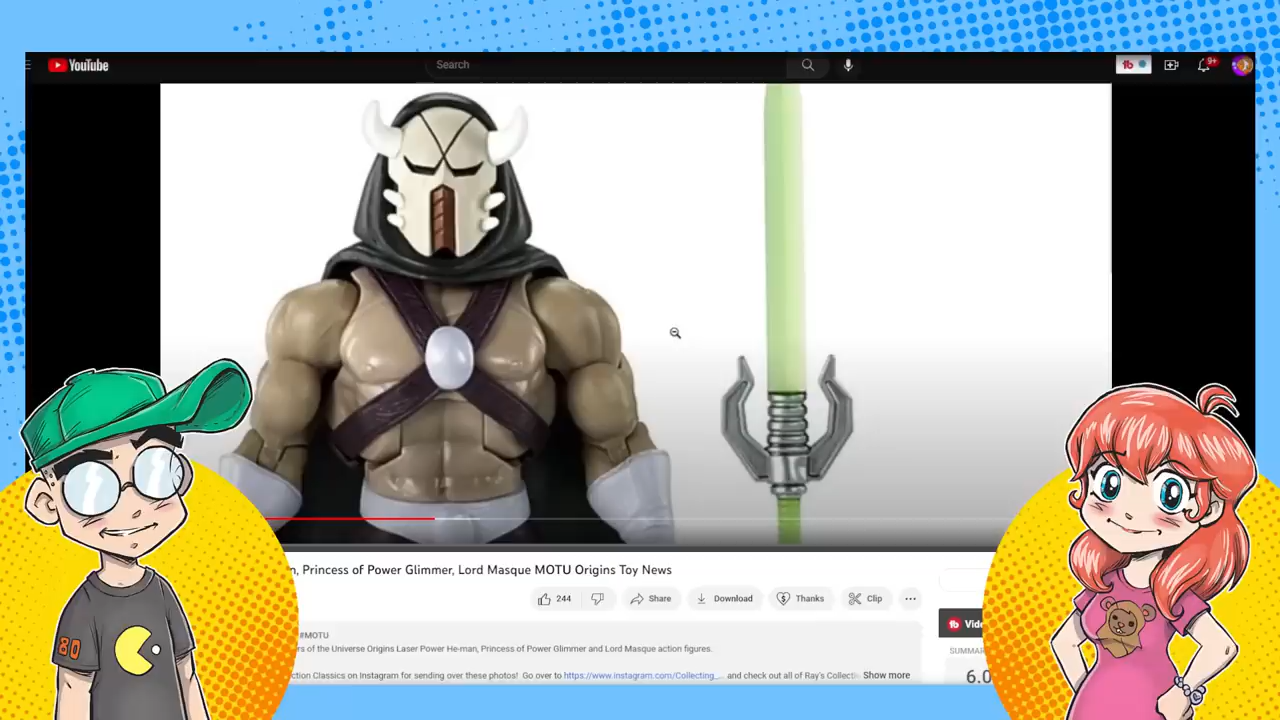 YouTube
Search
9+
n, Princess of Power Glimmer, Lord Masque MOTU Origins Toy News
244
Share
Download
Thanks
Clip
#MOTU
rs of the Universe Origins Laser Power He-man, Princess of Power Glimmer and Lord Masque action figures.
ction Classics on Instagram for sending over these photos! Go over to https://www.instagram.com/Collecting_... and check out all of Ray's Collecti
Show more
Vide
SUMMAR
6.0
80